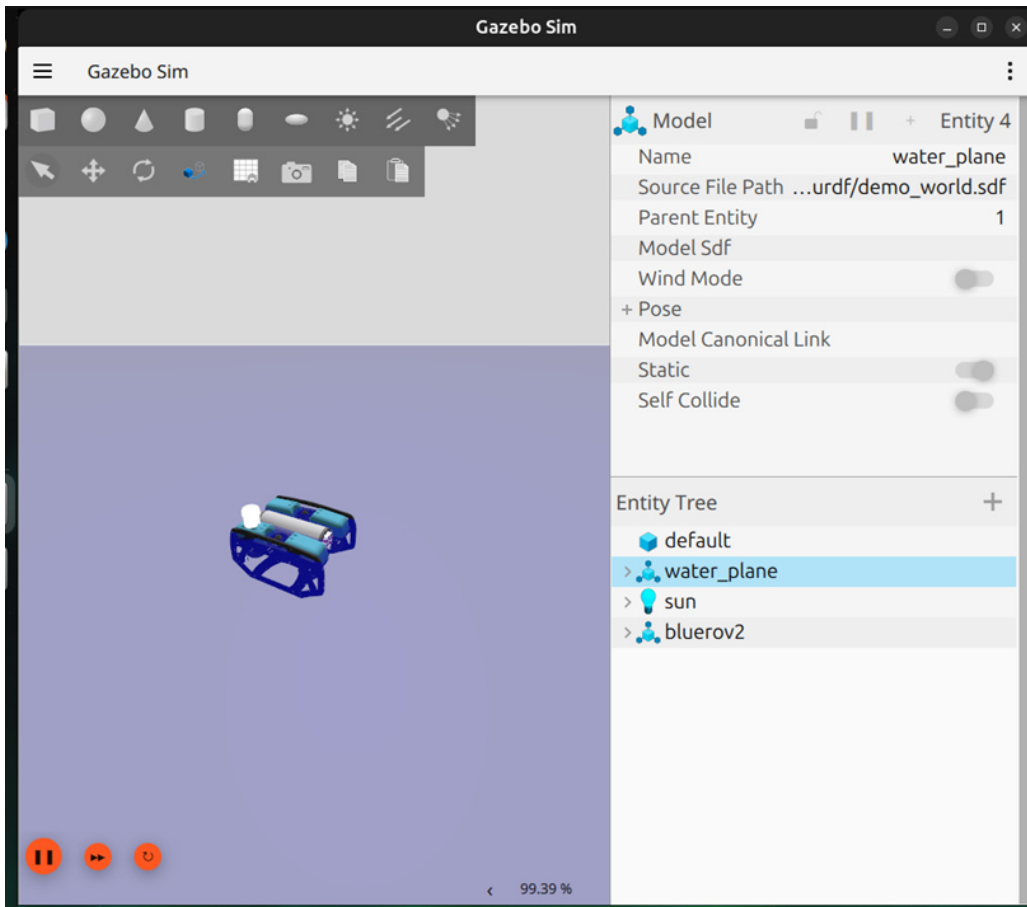 Gazebo Sim
Gazebo Sim
Model Entity 4
Name water_plane
Source File Path ...urdf/demo_world.sdf
Parent Entity 1
Model Sdf
Wind Mode
+ Pose
Model Canonical Link
Static
Self Collide
Entity Tree
default
water_plane
sun
bluerov2
99.39 %